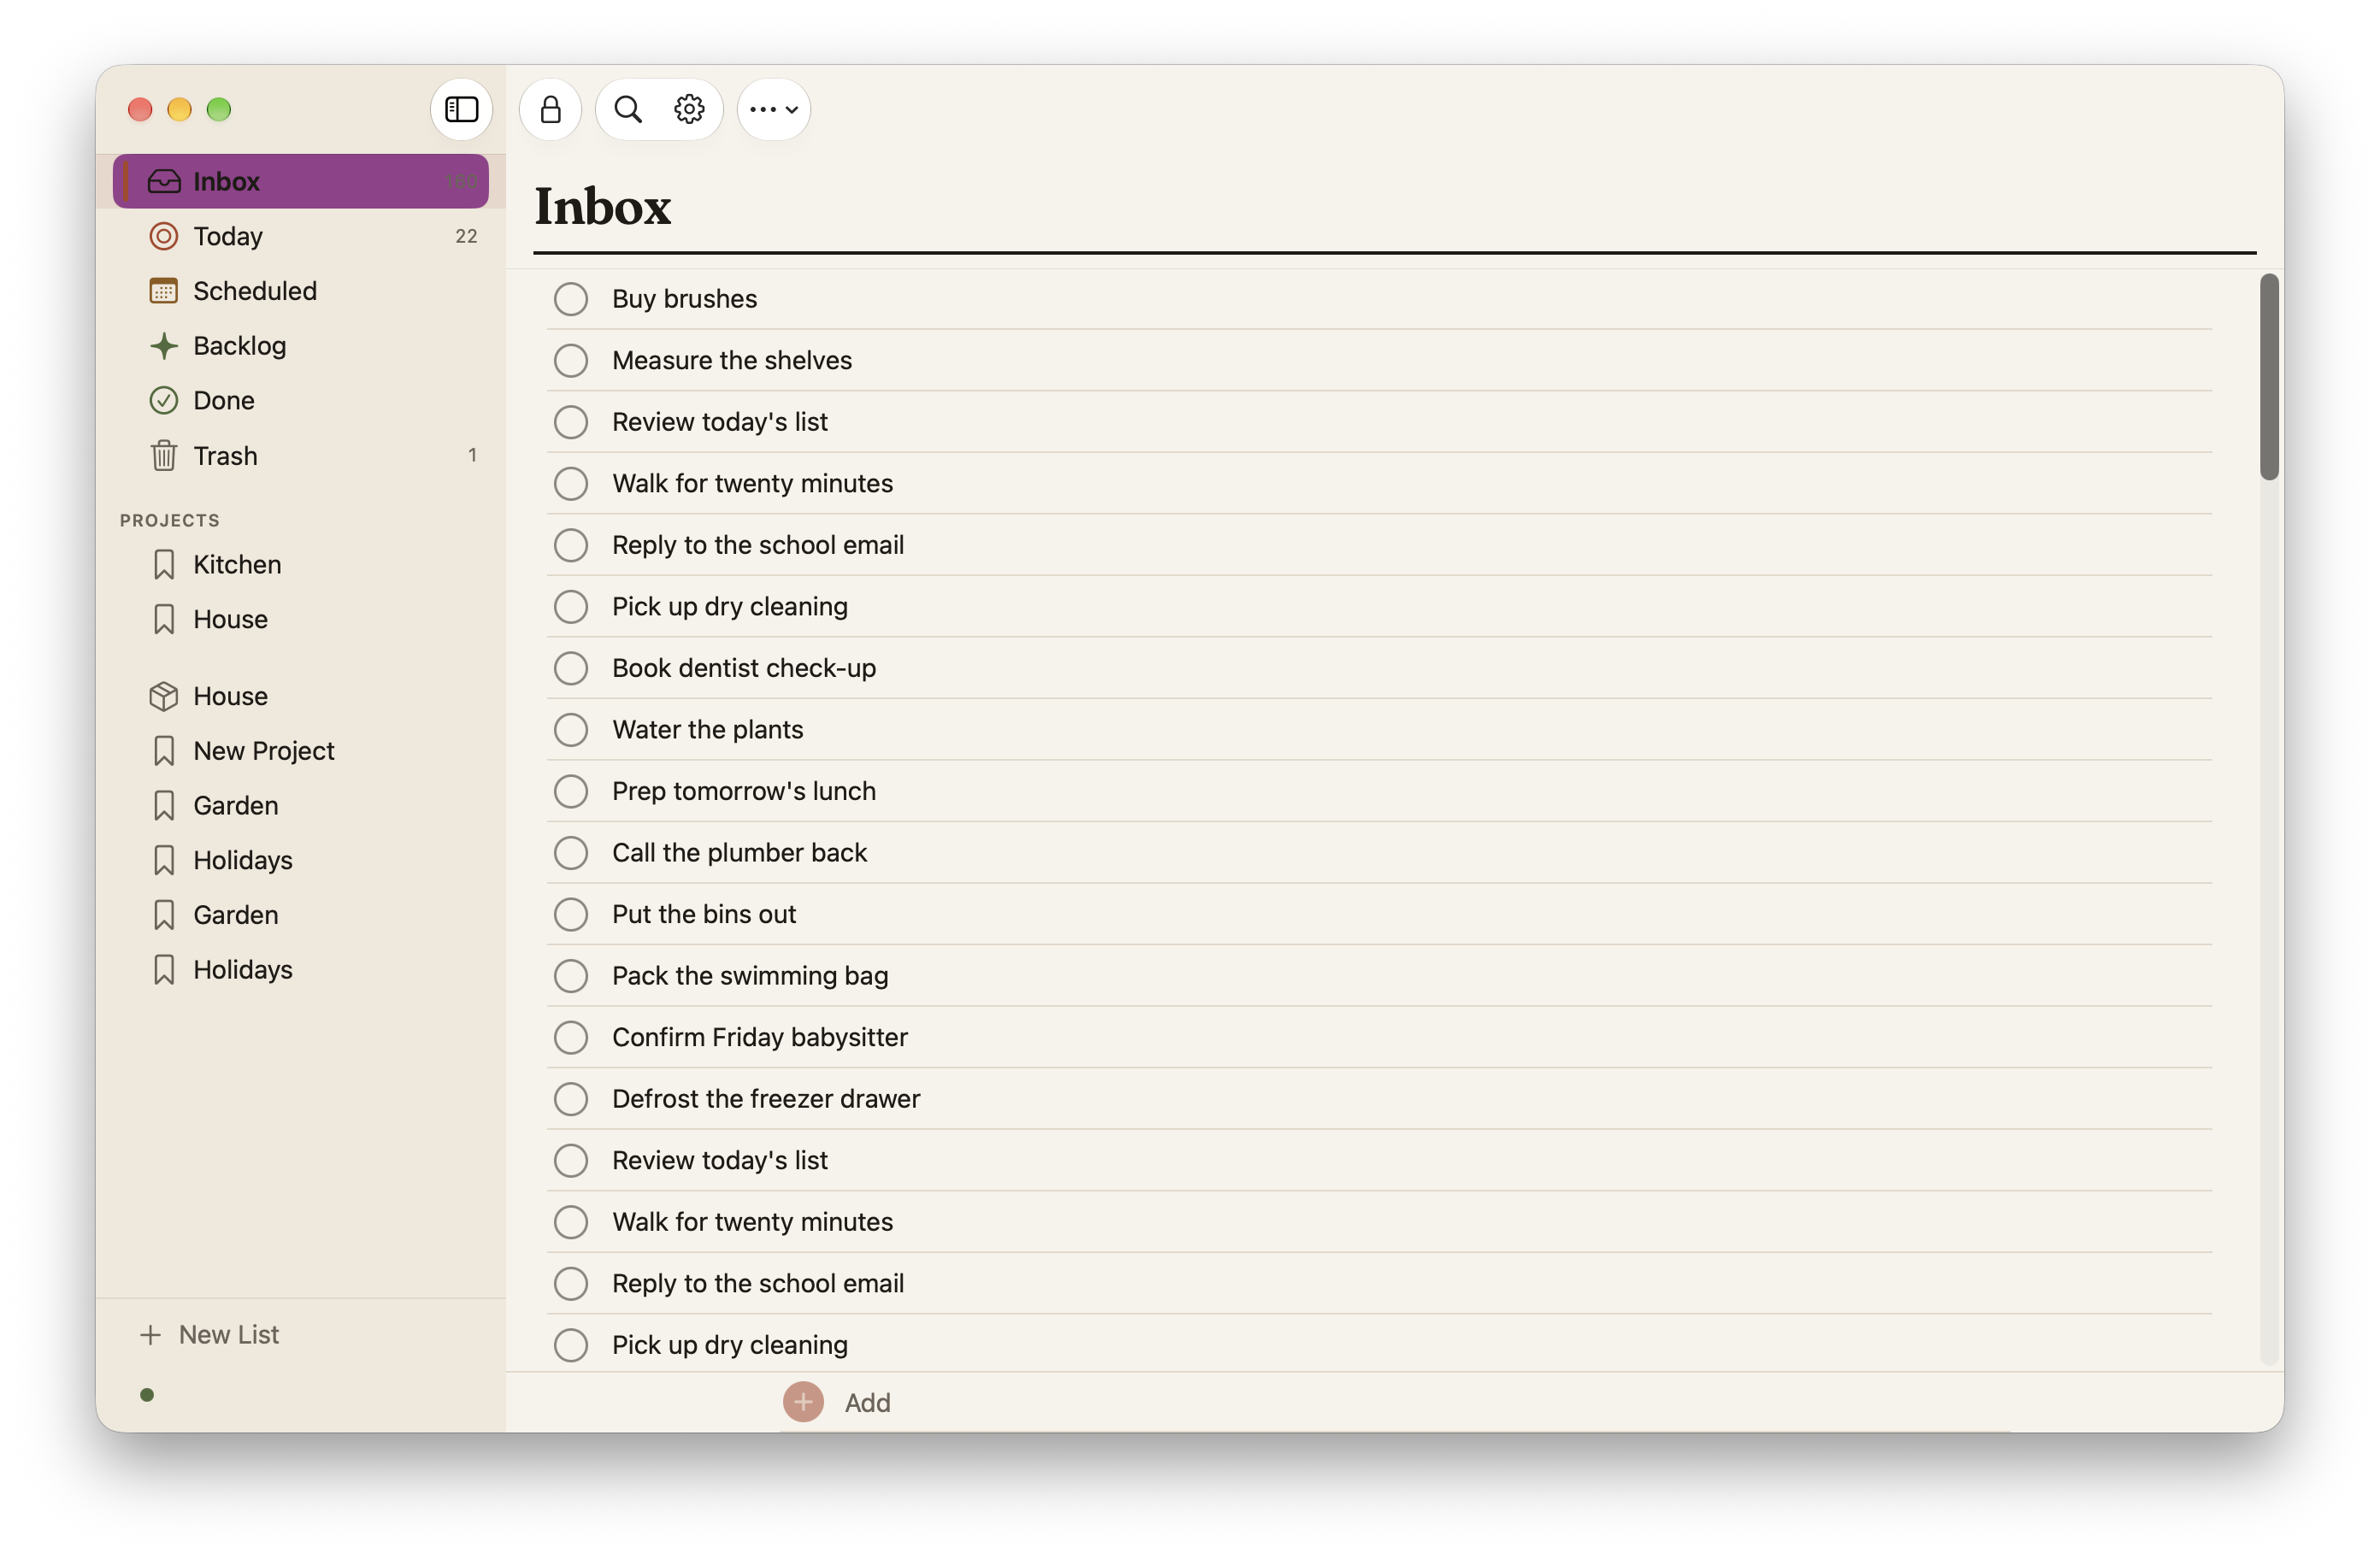 Inbox
Today 22
Scheduled
Backlog
Done
Trash 1
PROJECTS
Kitchen
House
House
New Project
Garden
Holidays
Garden
Holidays
New List
Inbox
Buy brushes
Measure the shelves
Review today's list
Walk for twenty minutes
Reply to the school email
Pick up dry cleaning
Book dentist check-up
Water the plants
Prep tomorrow's lunch
Call the plumber back
Put the bins out
Pack the swimming bag
Confirm Friday babysitter
Defrost the freezer drawer
Review today's list
Walk for twenty minutes
Reply to the school email
Pick up dry cleaning
Add